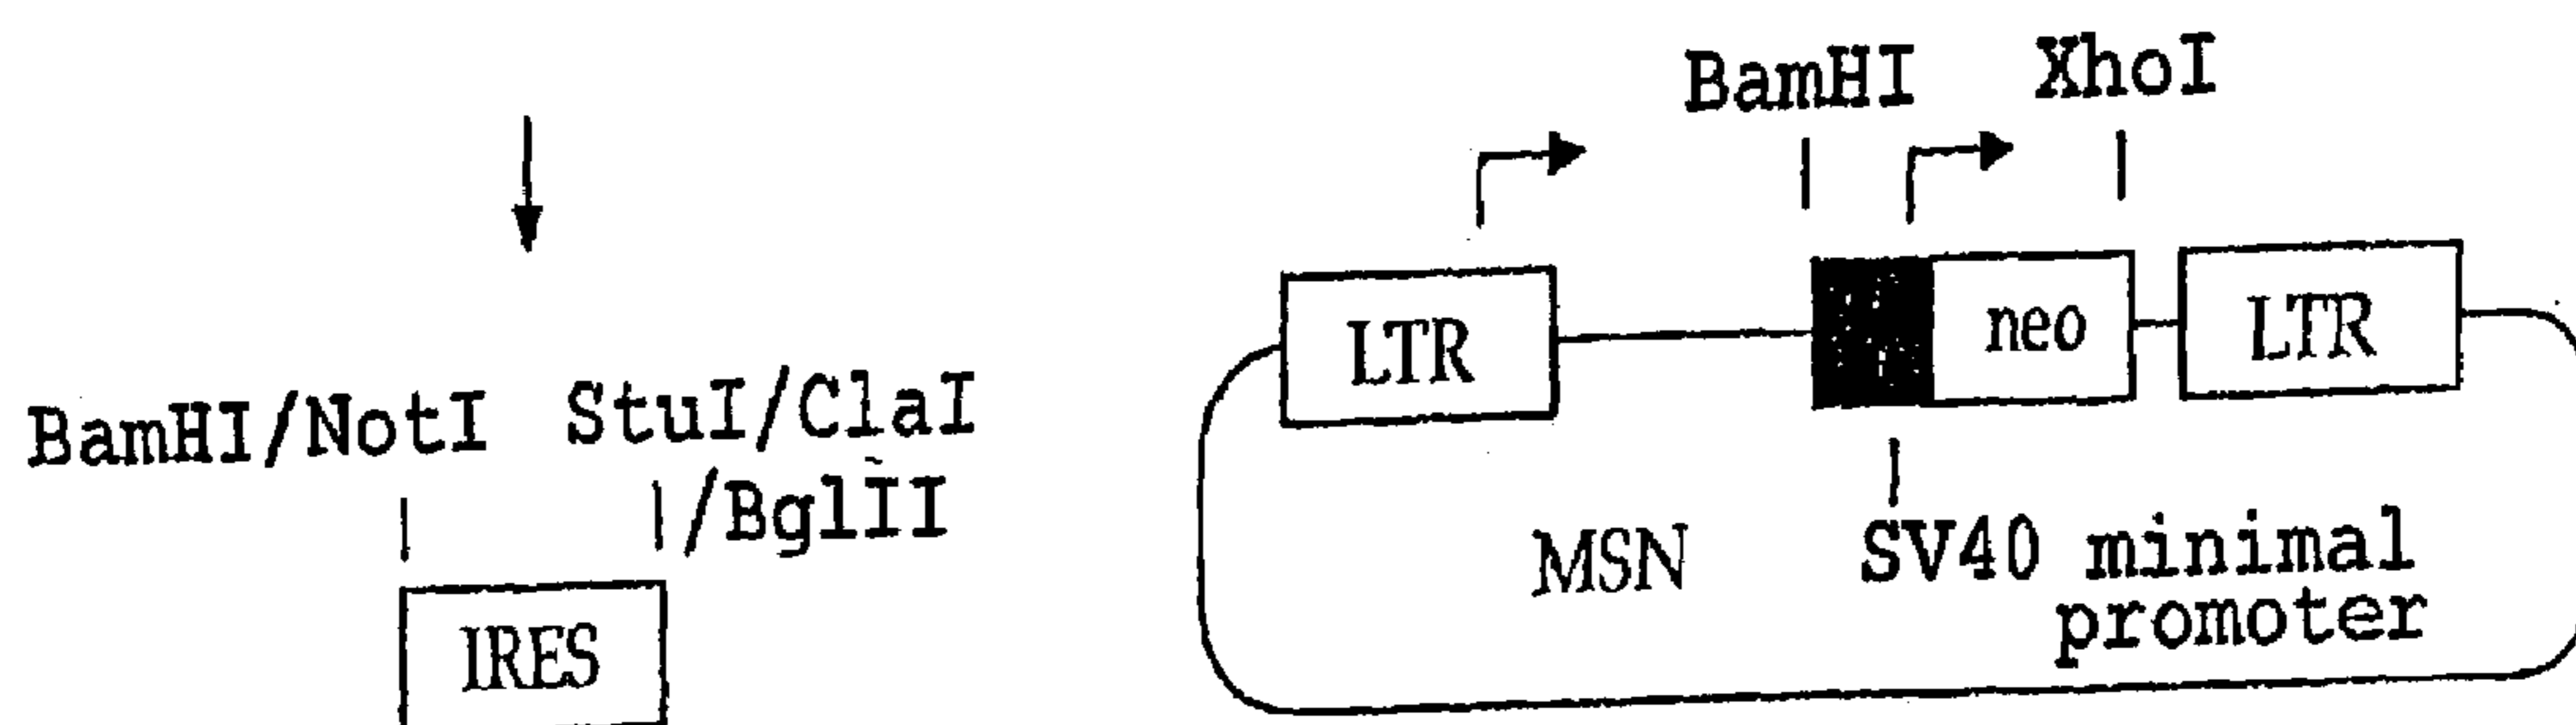 BamHI XhoI
LTR neo LTR
BamHI/NotI StuI/ClaI
/BglII
MSN SV40 minimal
promoter
IRES